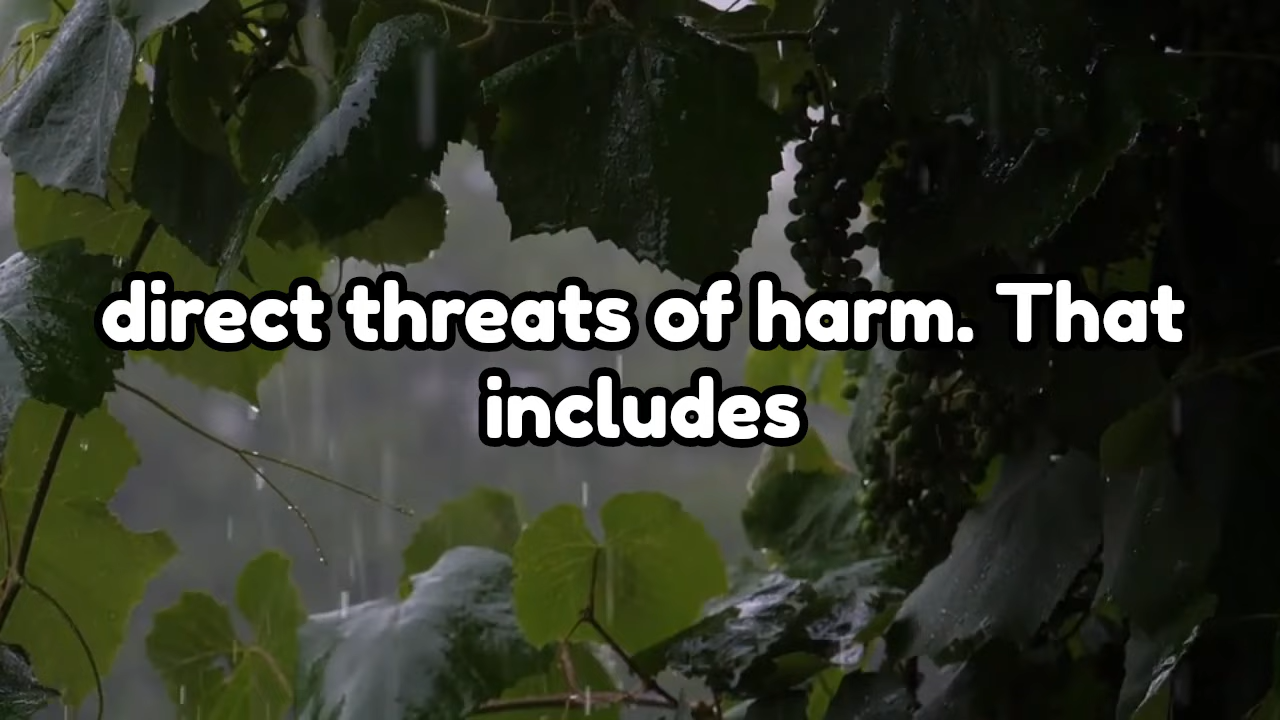 direct threats of harm. That
includes